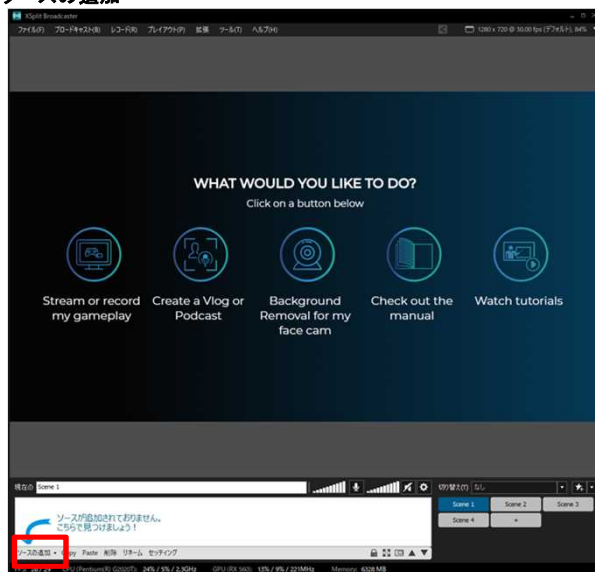 ソースの追加
XSplit Broadcaster
ファイル(F) ブロードキャスト(B) レコード(R) プレイアウト(P) 拡張 ツール(T) ヘルプ(H)
1280 x 720 @ 30.00 fps (デフォルト), 84%
WHAT WOULD YOU LIKE TO DO?
Click on a button below
Stream or record my gameplay
Create a Vlog or Podcast
Background Removal for my face cam
Check out the manual
Watch tutorials
現在の Scene 1
切り替え(T) なし
ソースが追加されておりません。
こちらで見つけましょう！
Scene 1 Scene 2 Scene 3
Scene 4 +
ソースの追加 Copy Paste 削除 リネーム セッティング
CPU (Pentium(R) G2020T): 24% / 5% / 2.5GHz GPU (RX 560): 13% / 9% / 221MHz Memory: 6328 MB